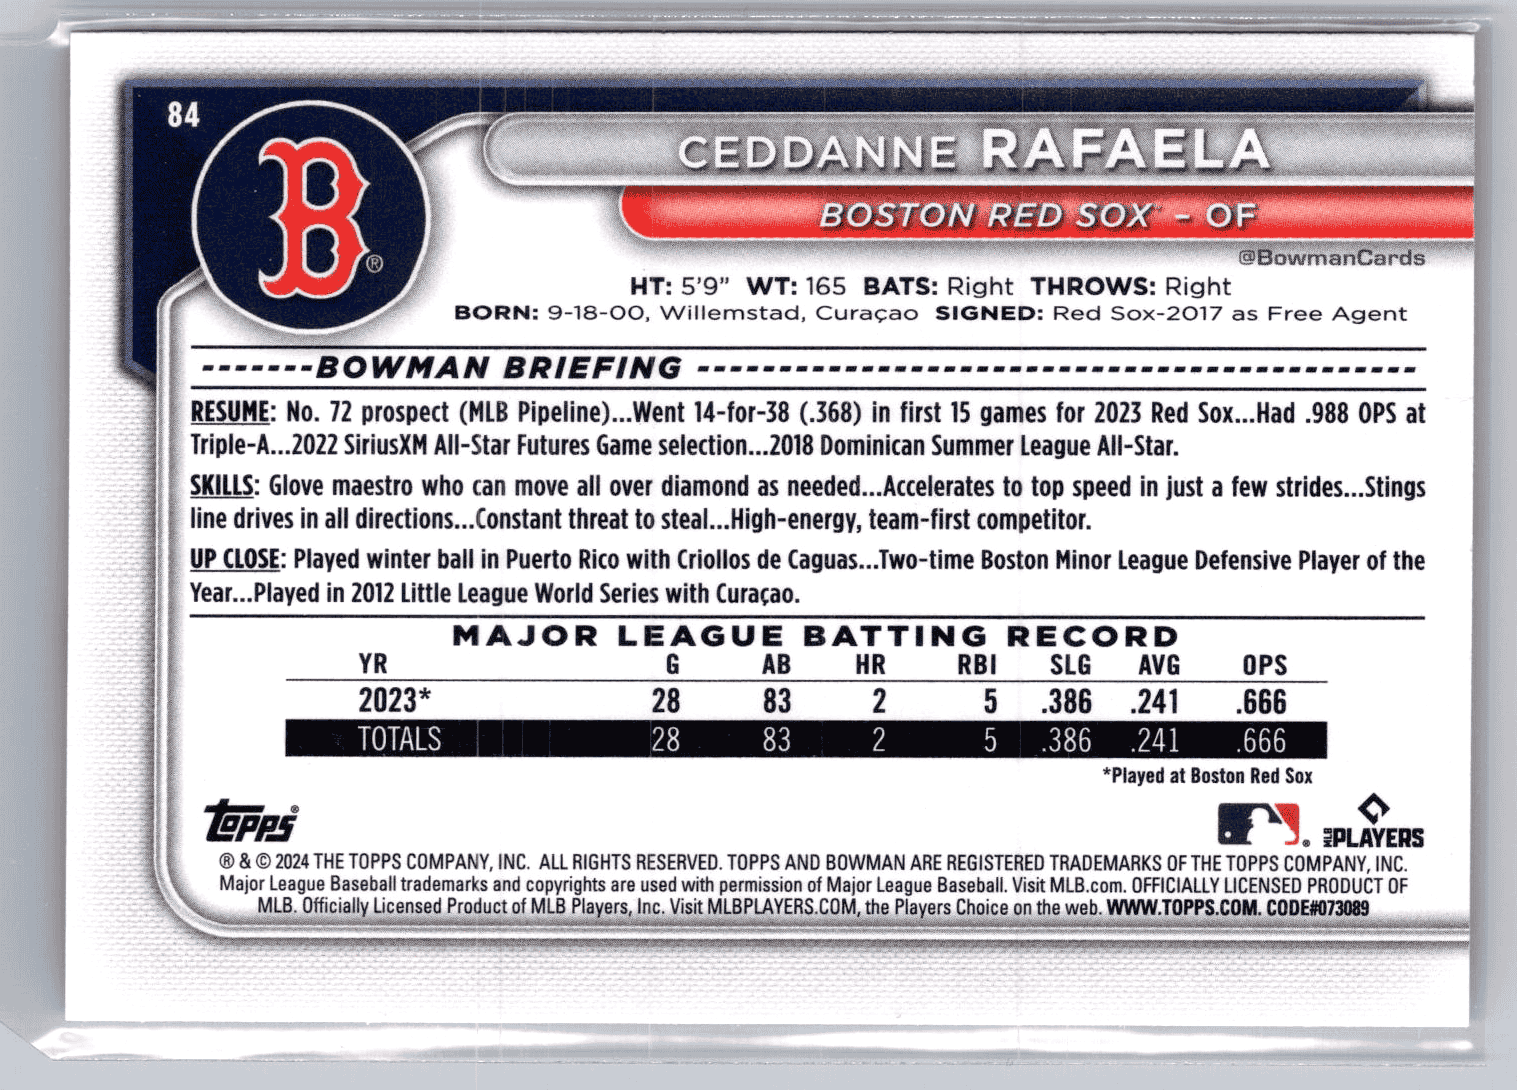 84
B®
CEDDANNE RAFAELA
BOSTON RED SOX™ - OF
@BowmanCards
HT: 5'9" WT: 165 BATS: Right THROWS: Right
BORN: 9-18-00, Willemstad, Curaçao SIGNED: Red Sox-2017 as Free Agent
BOWMAN BRIEFING
RESUME: No. 72 prospect (MLB Pipeline)...Went 14-for-38 (.368) in first 15 games for 2023 Red Sox...Had .988 OPS at
Triple-A...2022 SiriusXM All-Star Futures Game selection...2018 Dominican Summer League All-Star.
SKILLS: Glove maestro who can move all over diamond as needed...Accelerates to top speed in just a few strides...Stings
line drives in all directions...Constant threat to steal...High-energy, team-first competitor.
UP CLOSE: Played winter ball in Puerto Rico with Criollos de Caguas...Two-time Boston Minor League Defensive Player of the
Year...Played in 2012 Little League World Series with Curaçao.
MAJOR LEAGUE BATTING RECORD
YR G AB HR RBI SLG AVG OPS
2023* 28 83 2 5 .386 .241 .666
TOTALS 28 83 2 5 .386 .241 .666
*Played at Boston Red Sox
Topps®
MLB PLAYERS
® & © 2024 THE TOPPS COMPANY, INC. ALL RIGHTS RESERVED. TOPPS AND BOWMAN ARE REGISTERED TRADEMARKS OF THE TOPPS COMPANY, INC.
Major League Baseball trademarks and copyrights are used with permission of Major League Baseball. Visit MLB.com. OFFICIALLY LICENSED PRODUCT OF
MLB. Officially Licensed Product of MLB Players, Inc. Visit MLBPLAYERS.COM, the Players Choice on the web. WWW.TOPPS.COM. CODE#073089